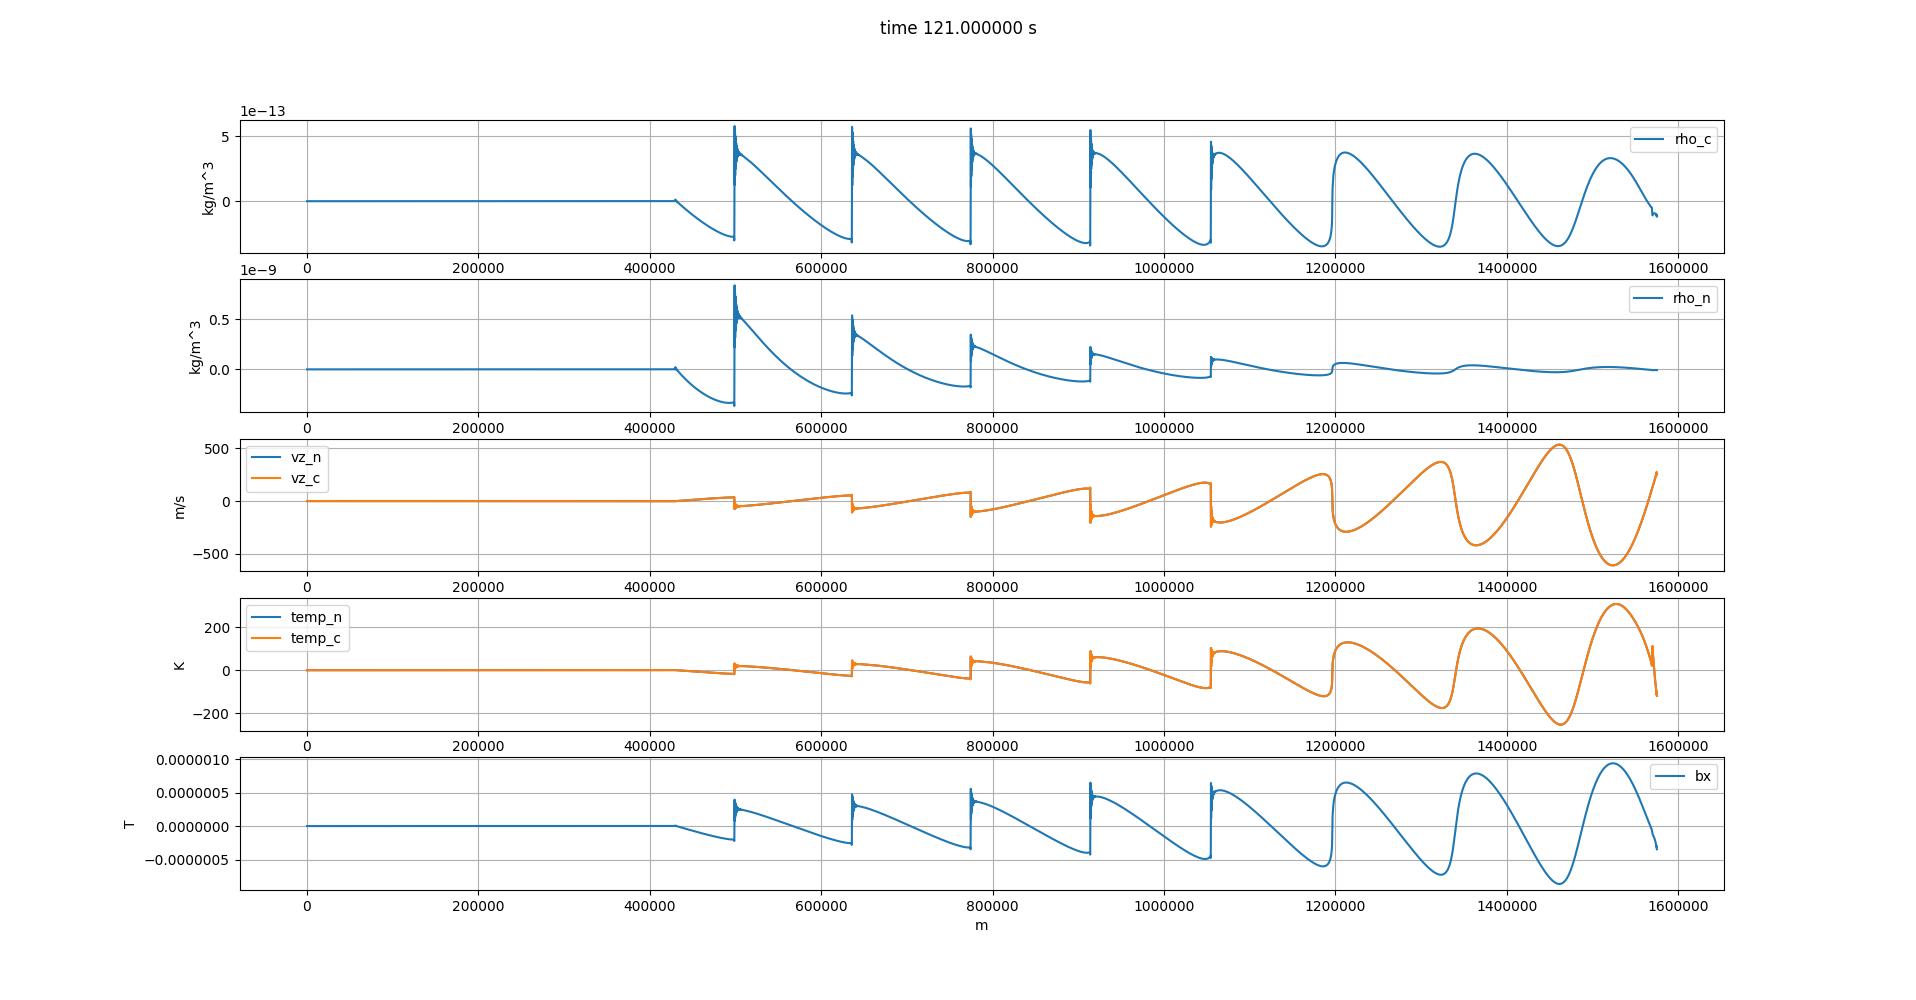 time 121.000000 s
1e−13
5
0
kg/m^3
rho_c
0 200000 400000 600000 800000 1000000 1200000 1400000 1600000
1e−9
0.5
0.0
kg/m^3
rho_n
0 200000 400000 600000 800000 1000000 1200000 1400000 1600000
500
0
−500
m/s
vz_n
vz_c
0 200000 400000 600000 800000 1000000 1200000 1400000 1600000
200
0
−200
K
temp_n
temp_c
0 200000 400000 600000 800000 1000000 1200000 1400000 1600000
0.0000010
0.0000005
0.0000000
−0.0000005
T
bx
0 200000 400000 600000 800000 1000000 1200000 1400000 1600000
m